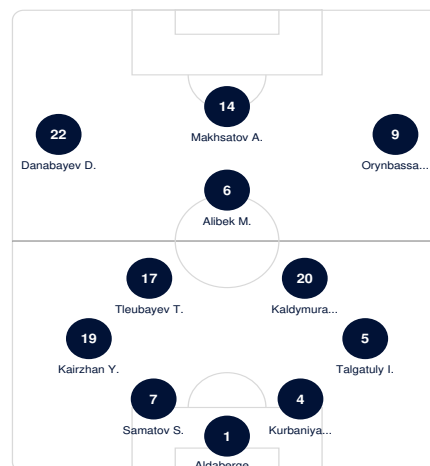 14
Makhsatov A.
22
Danabayev D.
9
Orynbassa...
6
Alibek M.
17
Tleubayev T.
20
Kaldymura...
19
Kairzhan Y.
5
Talgatuly I.
7
Samatov S.
4
Kurbaniya...
1
Aldaberge...